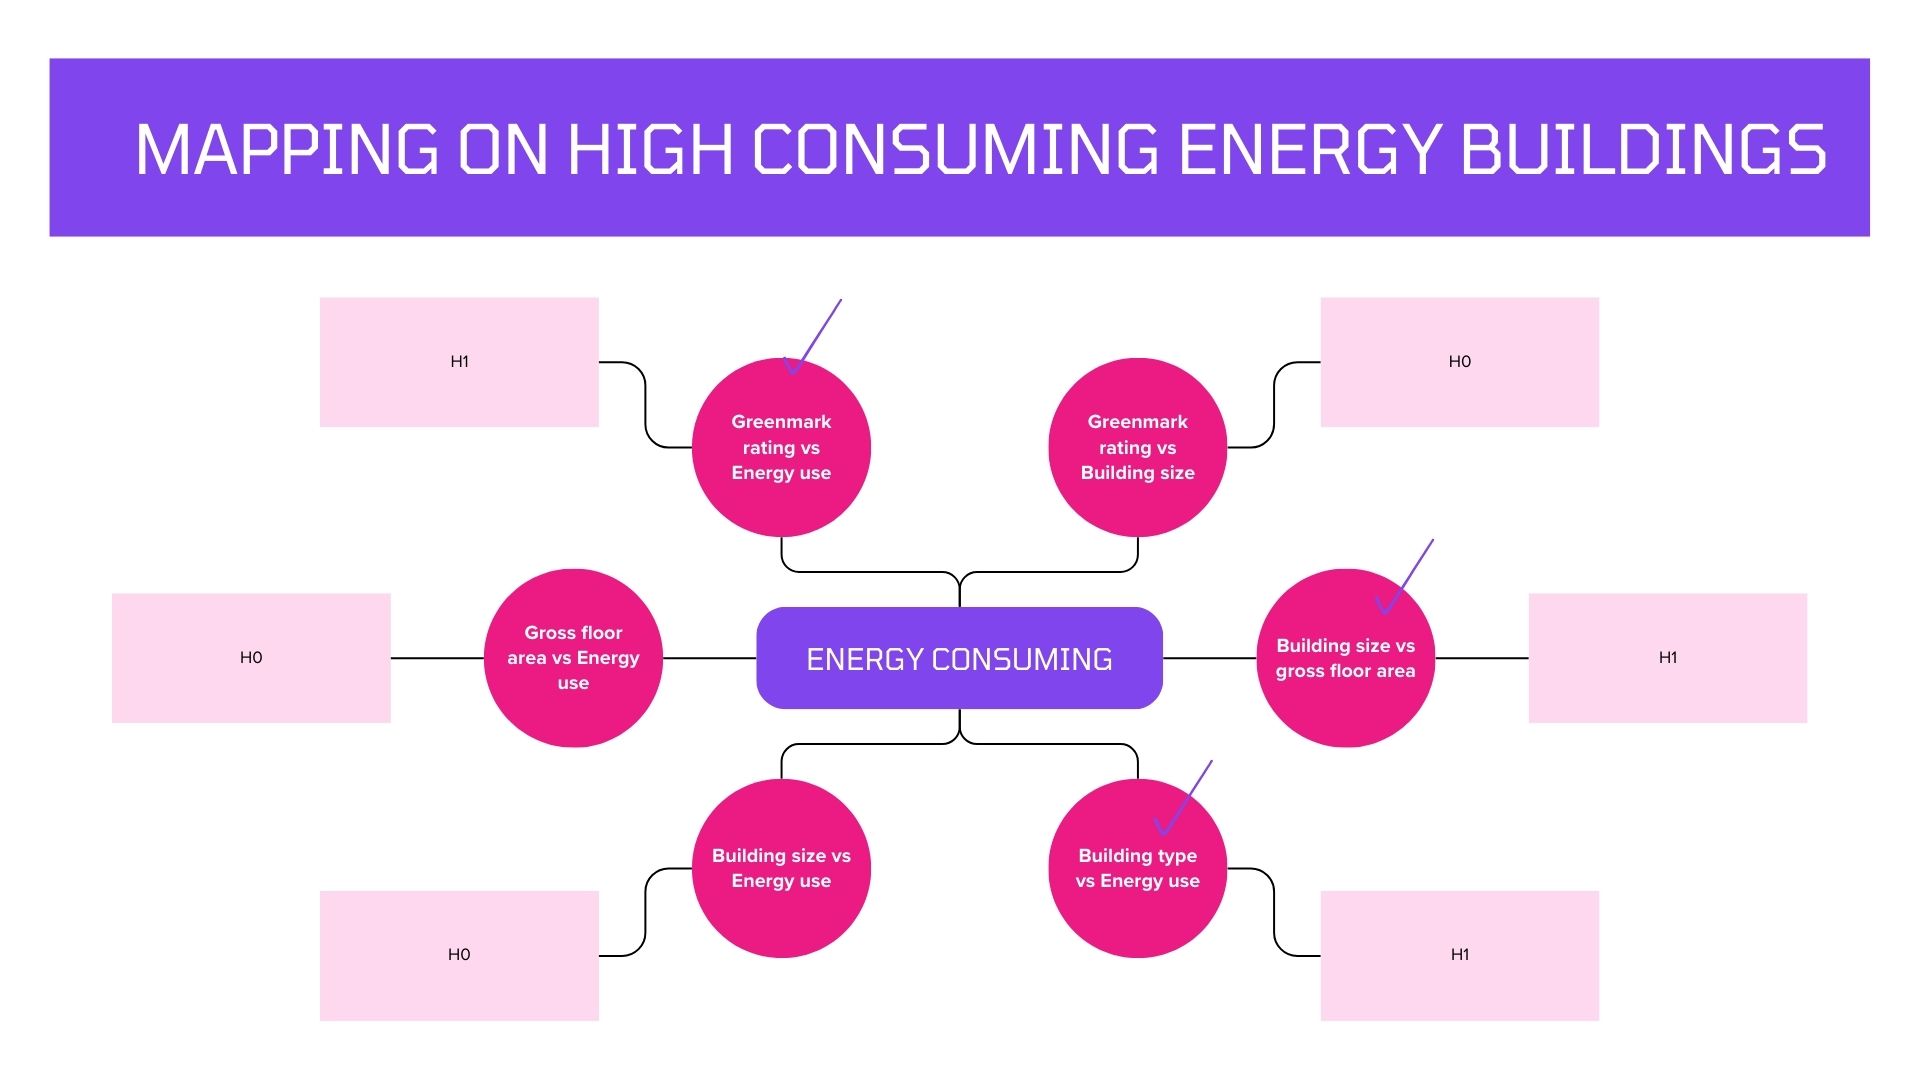 MAPPING ON HIGH CONSUMING ENERGY BUILDINGS
H1
Greenmark
rating vs
Energy use
Greenmark
rating vs
Building size
H0
H0
Gross floor
area vs Energy
use
ENERGY CONSUMING
Building size vs
gross floor area
H1
H0
Building size vs
Energy use
Building type
vs Energy use
H1